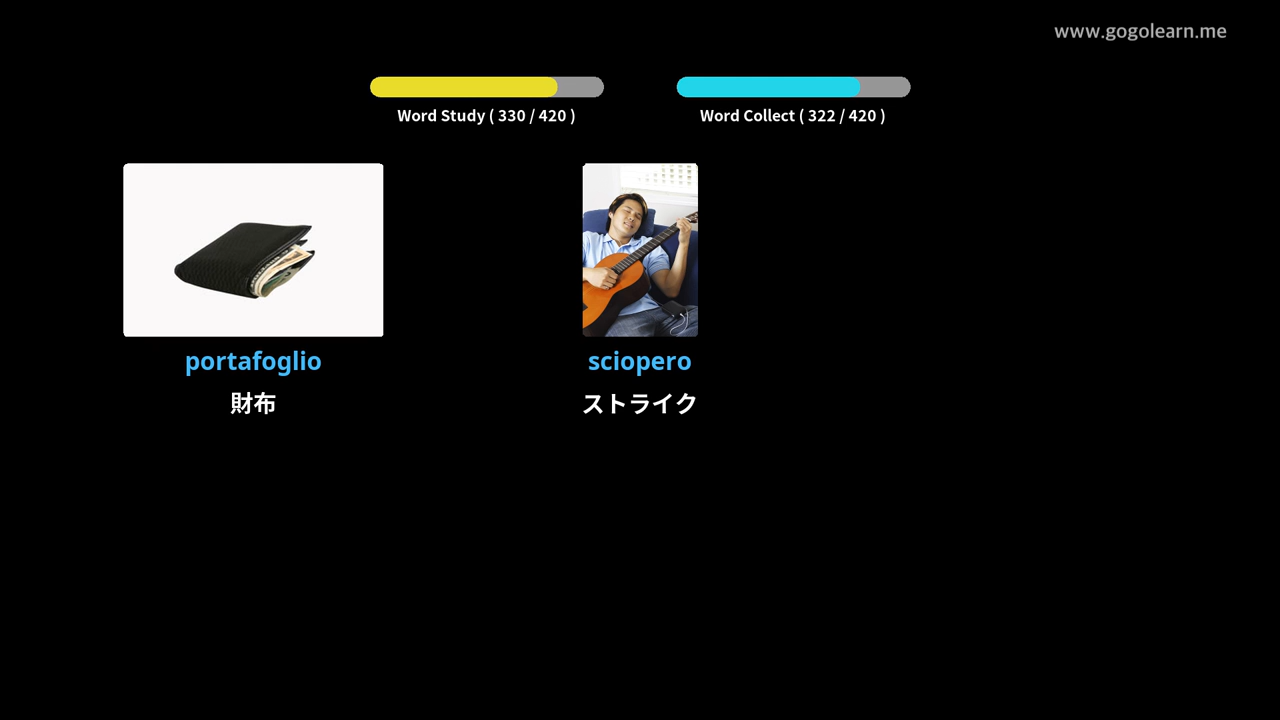 www.gogolearn.me
Word Study ( 330 / 420 )
Word Collect ( 322 / 420 )
portafoglio
財布
sciopero
ストライク